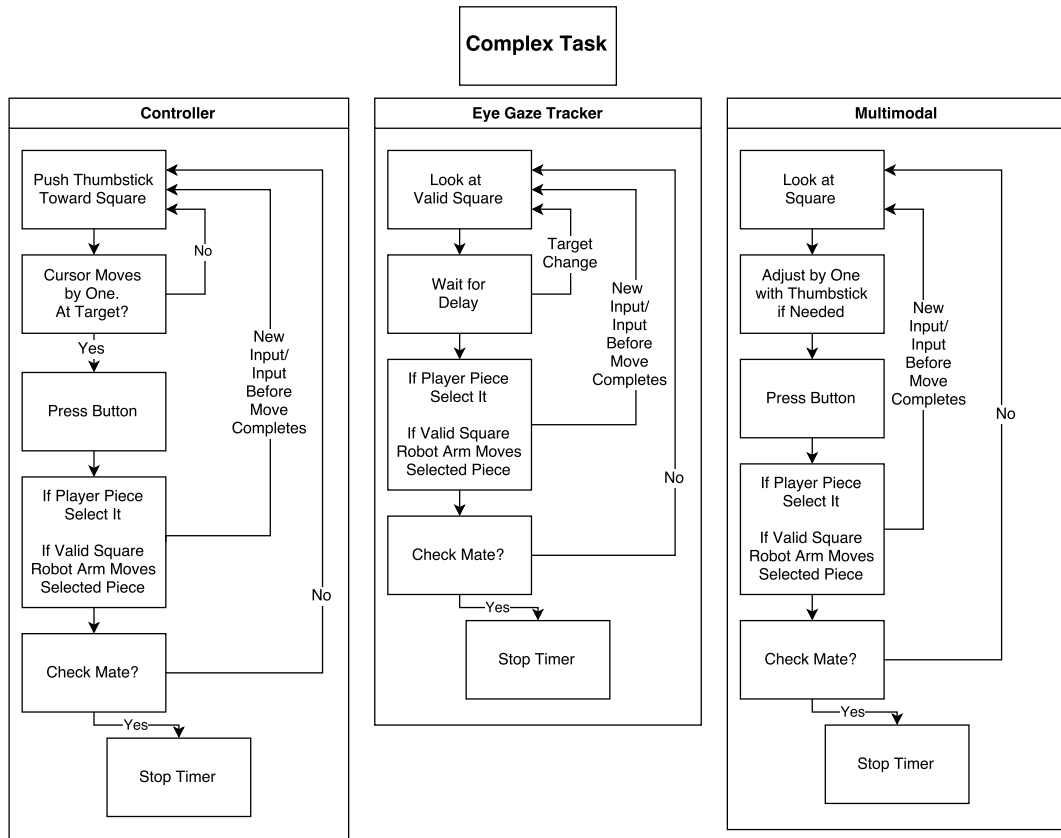 Complex Task
Controller
Push Thumbstick
Toward Square
No
Cursor Moves
by One.
At Target?
Yes
New
Input/
Input
Before
Move
Completes
Press Button
If Player Piece
Select It
If Valid Square
Robot Arm Moves
Selected Piece
No
Check Mate?
Yes
Stop Timer
Eye Gaze Tracker
Look at
Valid Square
Target
Change
Wait for
Delay
New
Input/
Input
Before
Move
Completes
If Player Piece
Select It
If Valid Square
Robot Arm Moves
Selected Piece
No
Check Mate?
Yes
Stop Timer
Multimodal
Look at
Square
Adjust by One
with Thumbstick
if Needed
New
Input/
Input
Before
Move
Completes
Press Button
No
If Player Piece
Select It
If Valid Square
Robot Arm Moves
Selected Piece
Check Mate?
Yes
Stop Timer